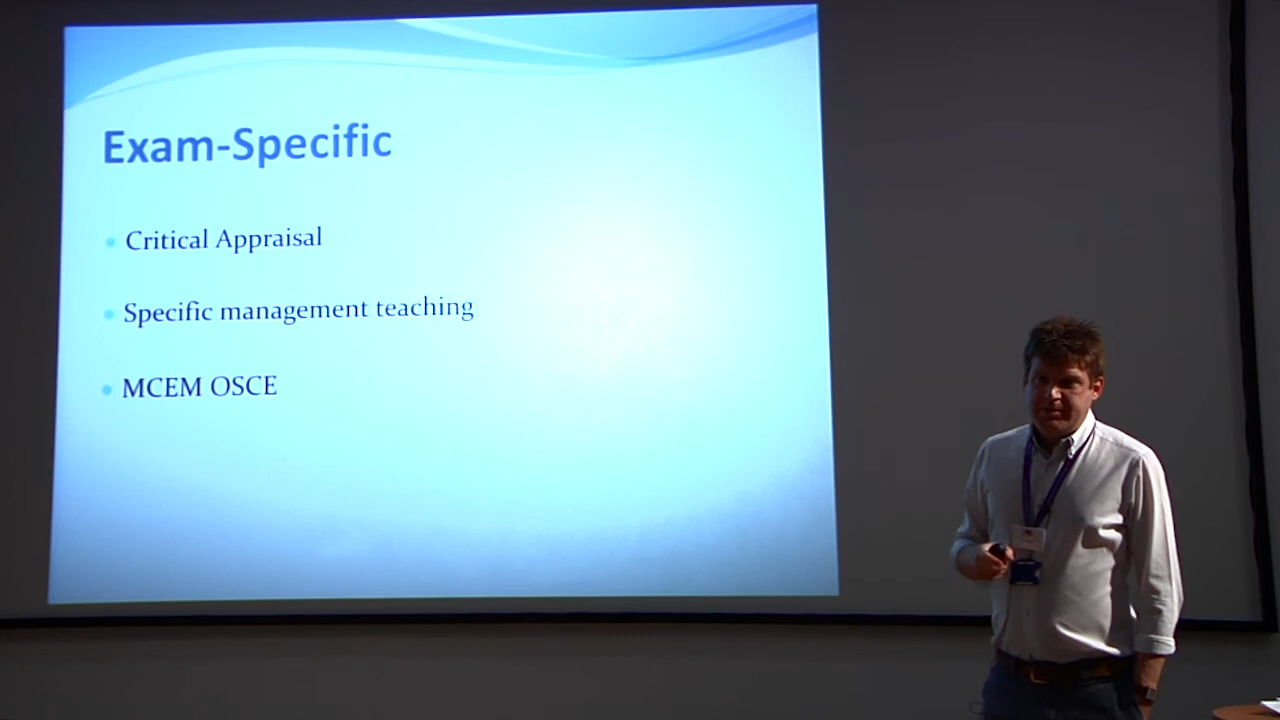 Exam-Specific
Critical Appraisal
Specific management teaching
MCEM OSCE